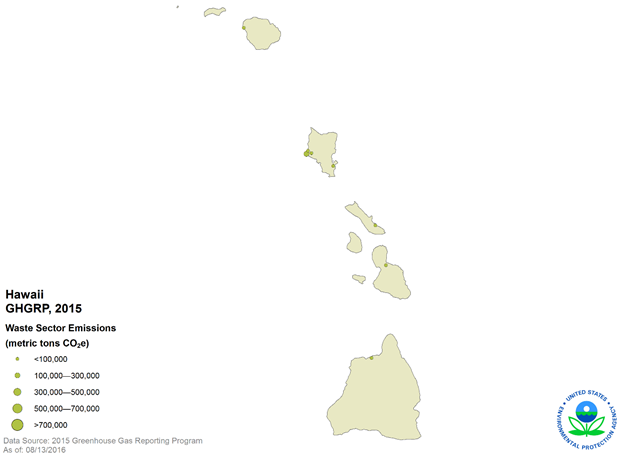 Hawaii
GHGRP, 2015
Waste Sector Emissions
(metric tons CO₂e)
<100,000
100,000—300,000
300,000—500,000
500,000—700,000
>700,000
Data Source: 2015 Greenhouse Gas Reporting Program
As of: 08/13/2016
UNITED STATES
ENVIRONMENTAL PROTECTION AGENCY